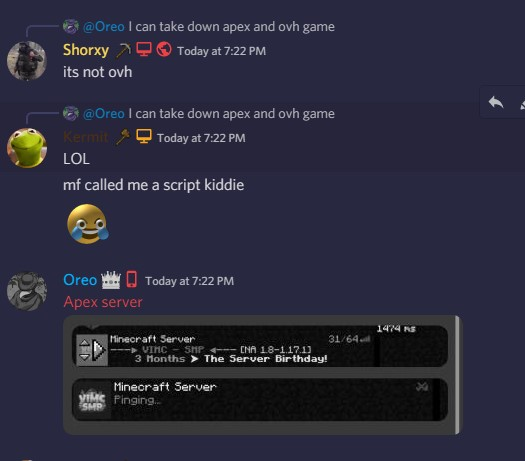 @Oreo I can take down apex and ovh game
Shorxy Today at 7:22 PM
its not ovh
@Oreo I can take down apex and ovh game
Kermit Today at 7:22 PM
LOL
mf called me a script kiddie
Oreo Today at 7:22 PM
Apex server
1474 ms
Minecraft Server 31/64
---> VIMC - SMP <--- [NA 1.8-1.17.1]
3 Months ➤ The Server Birthday!
VIMC SMP
Minecraft Server
Pinging...